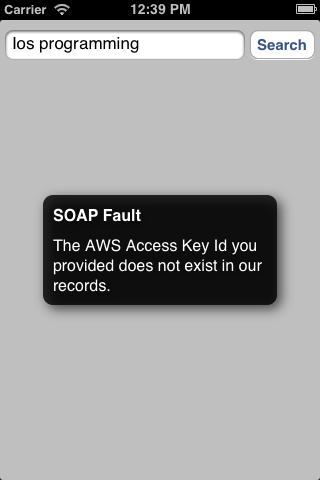 Carrier 12:39 PM
Ios programming Search
SOAP Fault
The AWS Access Key Id you
provided does not exist in our
records.